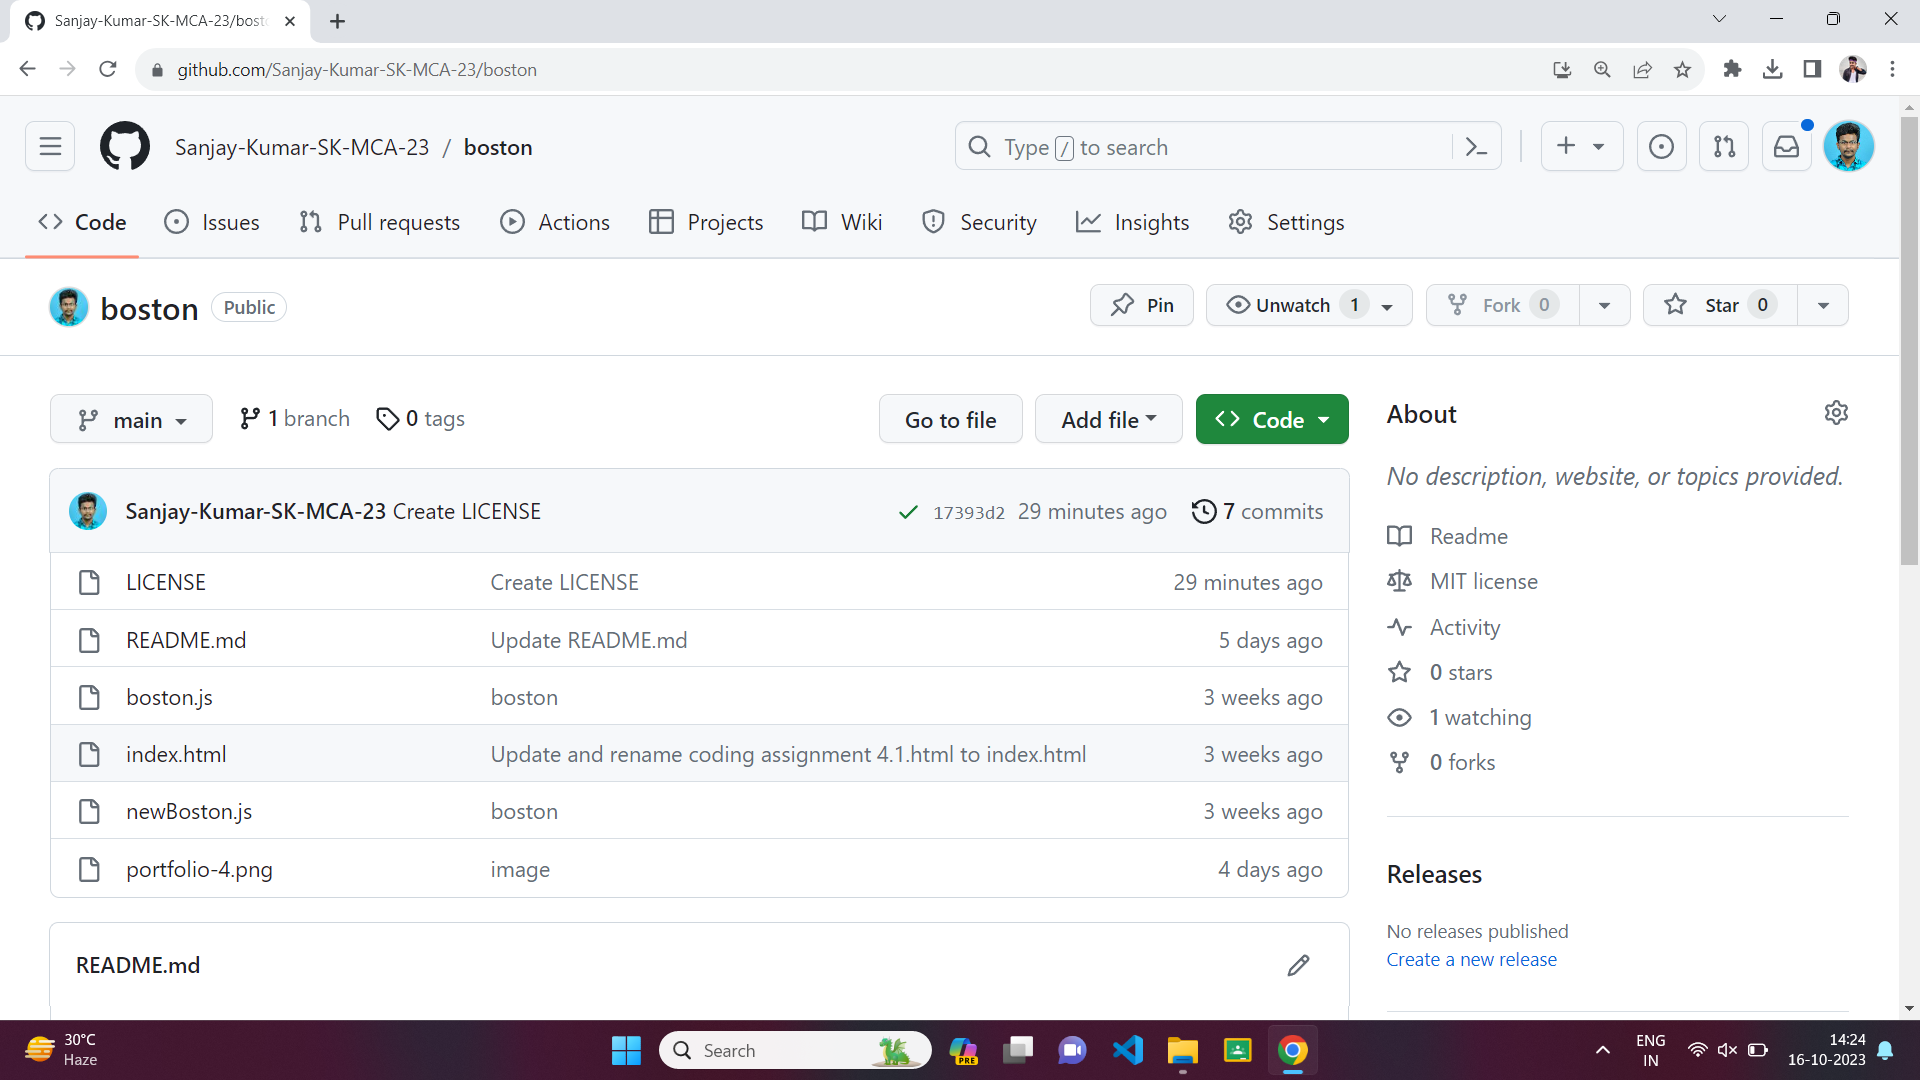 Sanjay-Kumar-SK-MCA-23/bost
github.com/Sanjay-Kumar-SK-MCA-23/boston
Sanjay-Kumar-SK-MCA-23 / boston
Type / to search
Code Issues Pull requests Actions Projects Wiki Security Insights Settings
boston Public
Pin Unwatch 1 Fork 0 Star 0
main 1 branch 0 tags
Go to file Add file Code
Sanjay-Kumar-SK-MCA-23 Create LICENSE 17393d2 29 minutes ago 7 commits
LICENSE Create LICENSE 29 minutes ago
README.md Update README.md 5 days ago
boston.js boston 3 weeks ago
index.html Update and rename coding assignment 4.1.html to index.html 3 weeks ago
newBoston.js boston 3 weeks ago
portfolio-4.png image 4 days ago
README.md
About
No description, website, or topics provided.
Readme
MIT license
Activity
0 stars
1 watching
0 forks
Releases
No releases published
Create a new release
30°C
Haze
Search
PRE
ENG
IN
14:24
16-10-2023